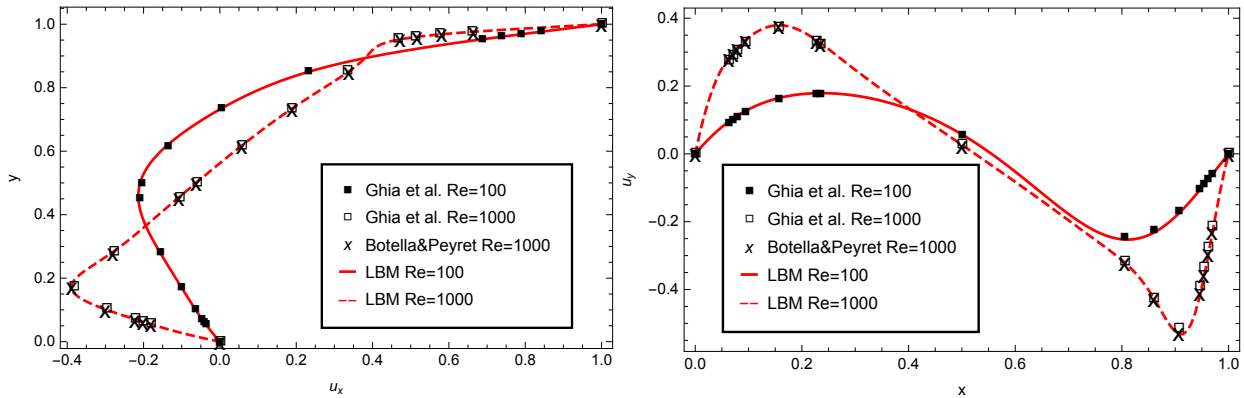 1.0
0.8
0.6
0.4
0.2
0.0
y
−0.4 −0.2 0.0 0.2 0.4 0.6 0.8 1.0
u_x
Ghia et al. Re=100
Ghia et al. Re=1000
Botella&Peyret Re=1000
LBM Re=100
LBM Re=1000
0.4
0.2
0.0
−0.2
−0.4
u_y
0.0 0.2 0.4 0.6 0.8 1.0
x
Ghia et al. Re=100
Ghia et al. Re=1000
Botella&Peyret Re=1000
LBM Re=100
LBM Re=1000